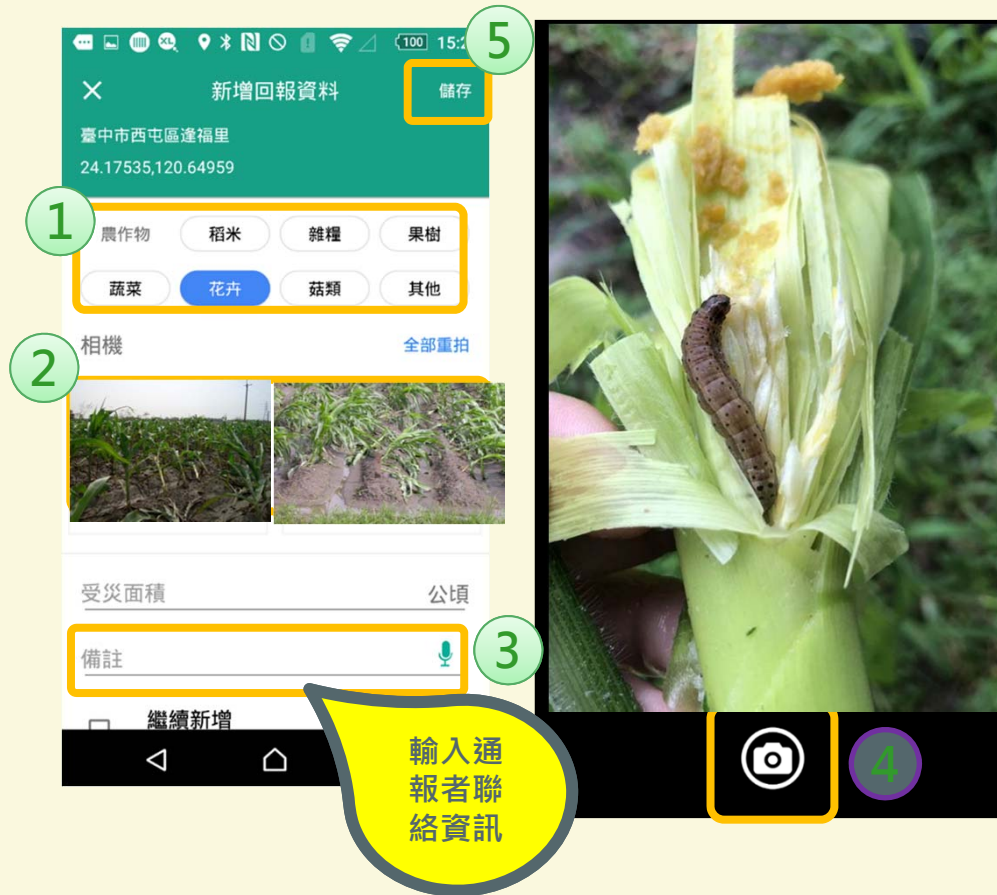 100 15:2
5
新增回報資料
儲存
臺中市西屯區逢福里
24.17535,120.64959
1
農作物 稻米 雜糧 果樹
蔬菜 花卉 菇類 其他
相機 全部重拍
2
受災面積 公頃
備註
3
繼續新增
輸入通
報者聯
絡資訊
4